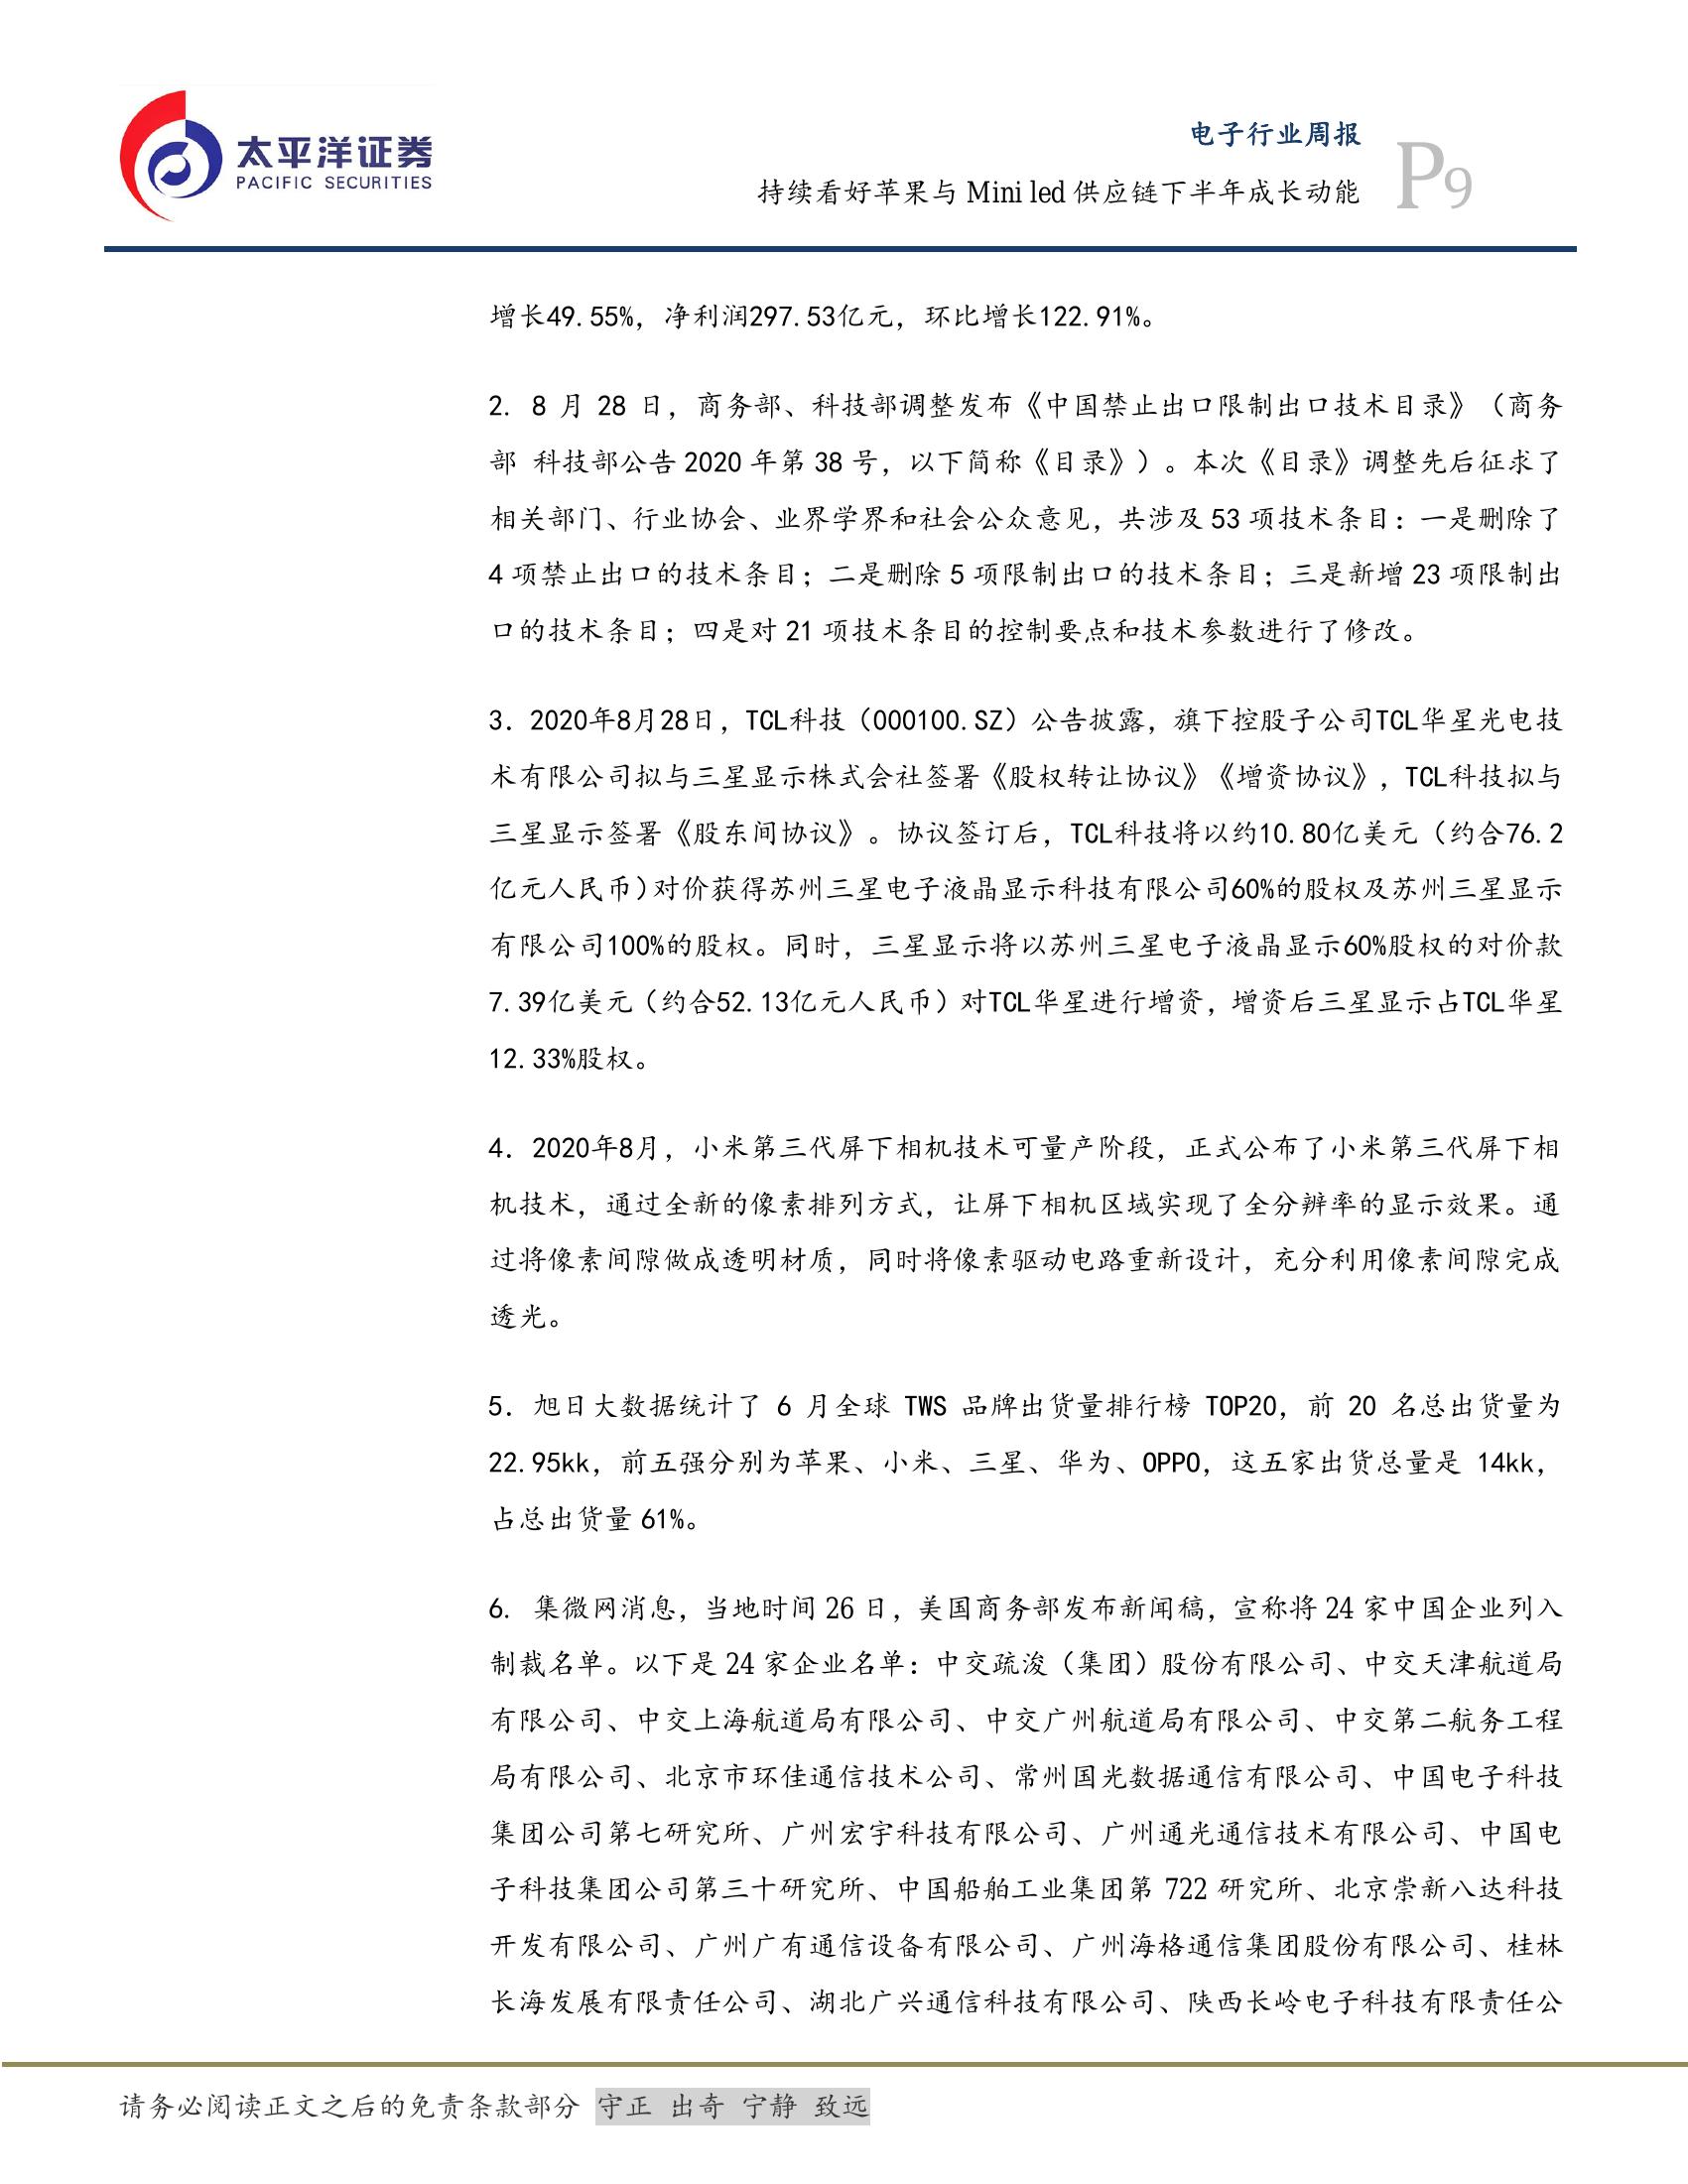 太平洋证券
PACIFIC SECURITIES
电子行业周报
持续看好苹果与 Mini led 供应链下半年成长动能
P9
增长49.55%，净利润297.53亿元，环比增长122.91%。
2. 8 月 28 日，商务部、科技部调整发布《中国禁止出口限制出口技术目录》（商务
部 科技部公告 2020 年第 38 号，以下简称《目录》）。本次《目录》调整先后征求了
相关部门、行业协会、业界学界和社会公众意见，共涉及 53 项技术条目：一是删除了
4 项禁止出口的技术条目；二是删除 5 项限制出口的技术条目；三是新增 23 项限制出
口的技术条目；四是对 21 项技术条目的控制要点和技术参数进行了修改。
3. 2020年8月28日，TCL科技（000100.SZ）公告披露，旗下控股子公司TCL华星光电技
术有限公司拟与三星显示株式会社签署《股权转让协议》《增资协议》，TCL科技拟与
三星显示签署《股东间协议》。协议签订后，TCL科技将以约10.80亿美元（约合76.2
亿元人民币）对价获得苏州三星电子液晶显示科技有限公司60%的股权及苏州三星显示
有限公司100%的股权。同时，三星显示将以苏州三星电子液晶显示60%股权的对价款
7.39亿美元（约合52.13亿元人民币）对TCL华星进行增资，增资后三星显示占TCL华星
12.33%股权。
4. 2020年8月，小米第三代屏下相机技术可量产阶段，正式公布了小米第三代屏下相
机技术，通过全新的像素排列方式，让屏下相机区域实现了全分辨率的显示效果。通
过将像素间隙做成透明材质，同时将像素驱动电路重新设计，充分利用像素间隙完成
透光。
5. 旭日大数据统计了 6 月全球 TWS 品牌出货量排行榜 TOP20，前 20 名总出货量为
22.95kk，前五强分别为苹果、小米、三星、华为、OPPO，这五家出货总量是 14kk，
占总出货量 61%。
6. 集微网消息，当地时间 26 日，美国商务部发布新闻稿，宣称将 24 家中国企业列入
制裁名单。以下是 24 家企业名单：中交疏浚（集团）股份有限公司、中交天津航道局
有限公司、中交上海航道局有限公司、中交广州航道局有限公司、中交第二航务工程
局有限公司、北京市环佳通信技术公司、常州国光数据通信有限公司、中国电子科技
集团公司第七研究所、广州宏宇科技有限公司、广州通光通信技术有限公司、中国电
子科技集团公司第三十研究所、中国船舶工业集团第 722 研究所、北京崇新八达科技
开发有限公司、广州广有通信设备有限公司、广州海格通信集团股份有限公司、桂林
长海发展有限责任公司、湖北广兴通信科技有限公司、陕西长岭电子科技有限责任公
请务必阅读正文之后的免责条款部分 守正 出奇 宁静 致远